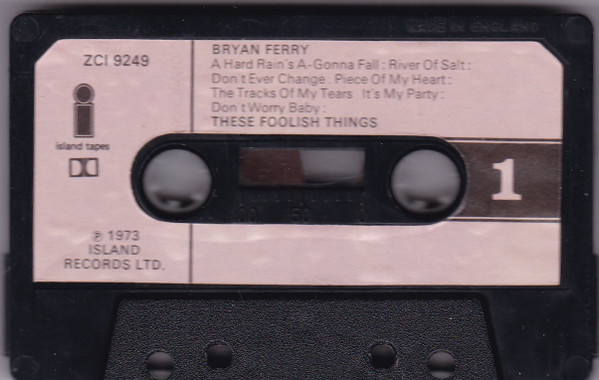 MADE IN ENGLAND
ZCI 9249
BRYAN FERRY
A Hard Rain's A-Gonna Fall : River Of Salt :
Don't Ever Change : Piece Of My Heart :
The Tracks Of My Tears It's My Party :
Don't Worry Baby :
THESE FOOLISH THINGS
island tapes
1
50
℗ 1973
ISLAND
RECORDS LTD.